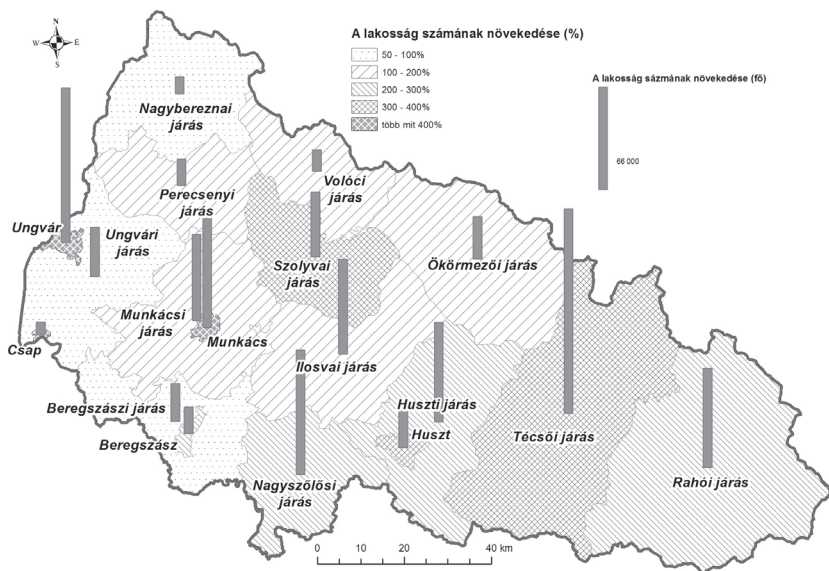 N
W E
S
A lakosság számának növekedése (%)
50 - 100%
100 - 200%
200 - 300%
300 - 400%
több mit 400%
A lakosság sázmának növekedése (fő)
66 000
Nagybereznai
járás
Perecsenyi
járás
Volóci
járás
Ungvár
Ungvári
járás
Szolyvai
járás
Ökörmezői járás
Munkácsi
járás
Munkács
Csap
Ilosvai járás
Beregszászi járás
Beregszász
Huszti járás
Huszt
Técsői járás
Nagyszőlősi
járás
Rahói járás
0 10 20 40 km